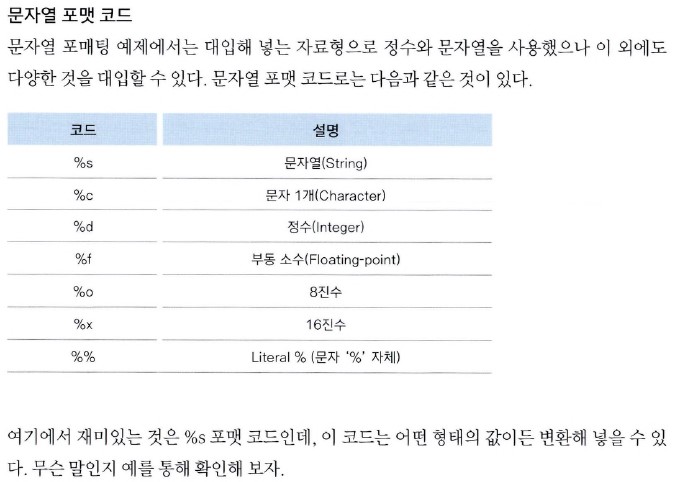 문자열 포맷 코드
문자열 포매팅 예제에서는 대입해 넣는 자료형으로 정수와 문자열을 사용했으나 이 외에도
다양한 것을 대입할 수 있다. 문자열 포맷 코드로는 다음과 같은 것이 있다.
코드 설명
%s 문자열(String)
%c 문자 1개(Character)
%d 정수(Integer)
%f 부동 소수(Floating-point)
%o 8진수
%x 16진수
%% Literal % (문자 ‘%’ 자체)
여기에서 재미있는 것은 %s 포맷 코드인데, 이 코드는 어떤 형태의 값이든 변환해 넣을 수 있
다. 무슨 말인지 예를 통해 확인해 보자.